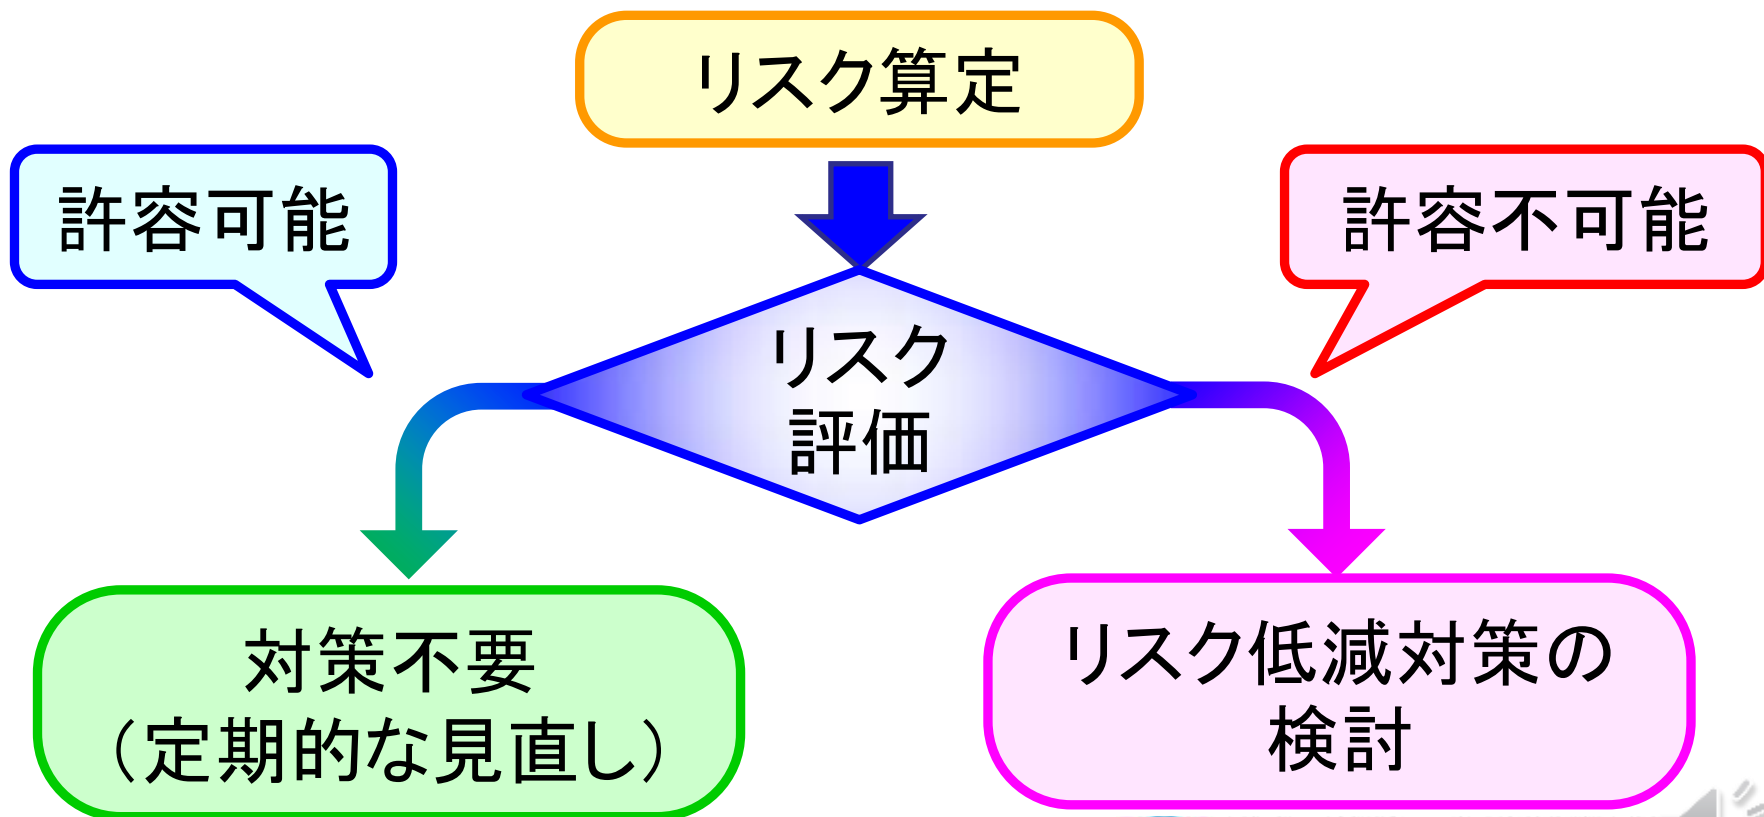 リスク算定
許容可能
許容不可能
リスク
評価
対策不要
（定期的な見直し）
リスク低減対策の
検討